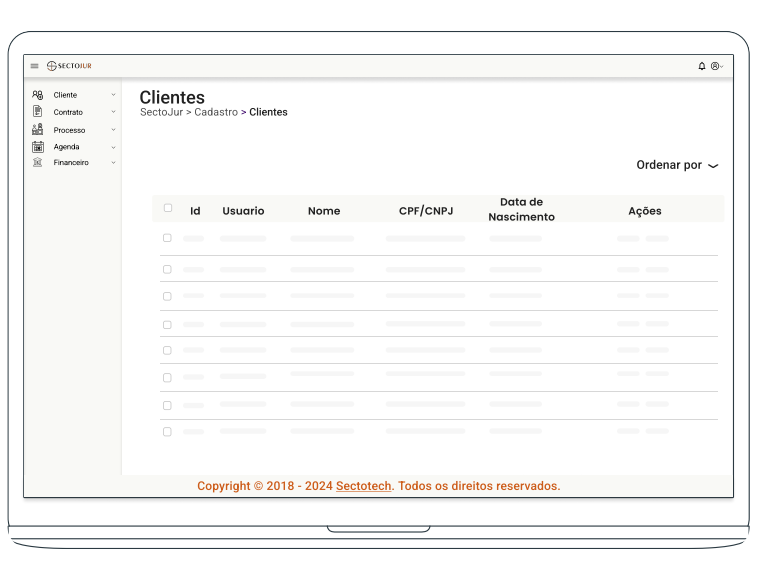 SECTOJUR
Cliente
Contrato
Processo
Agenda
Financeiro
Clientes
SectoJur > Cadastro > Clientes
Ordenar por
Id Usuario Nome CPF/CNPJ Data de Nascimento Ações
Copyright © 2018 - 2024 Sectotech. Todos os direitos reservados.